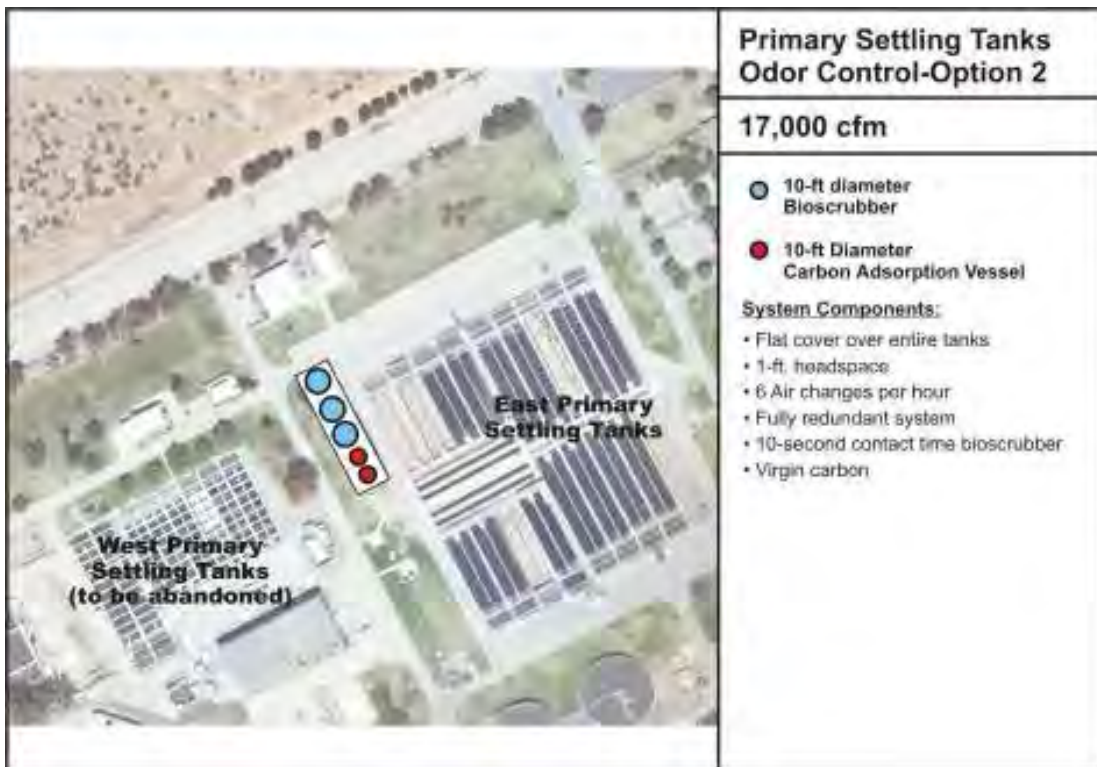 Primary Settling Tanks
Odor Control-Option 2
17,000 cfm
10-ft diameter
Bioscrubber
10-ft Diameter
Carbon Adsorption Vessel
System Components:
• Flat cover over entire tanks
• 1-ft. headspace
• 6 Air changes per hour
• Fully redundant system
• 10-second contact time bioscrubber
• Virgin carbon
East Primary
Settling Tanks
West Primary
Settling Tanks
(to be abandoned)